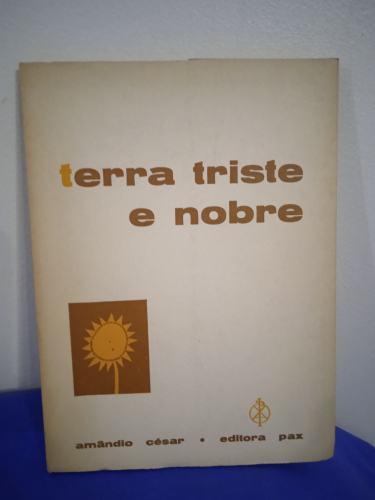 terra triste
e nobre
amândio césar • editora pax